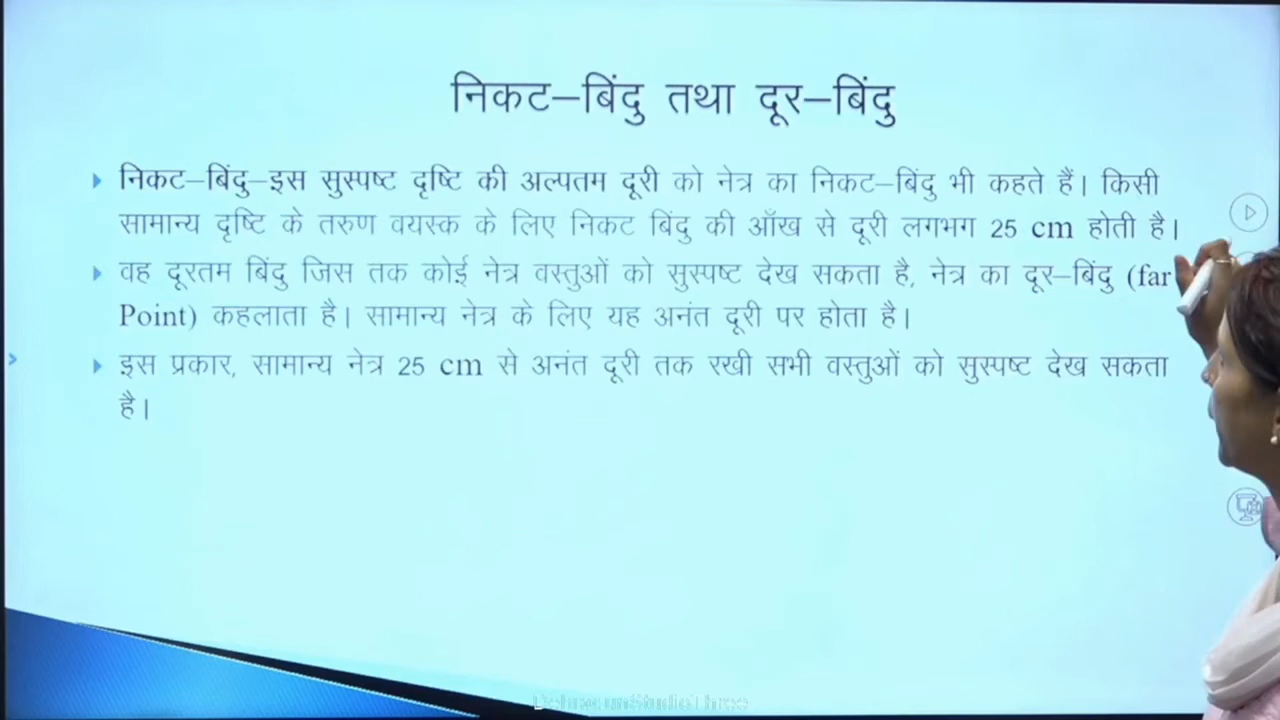 निकट–बिंदु तथा दूर–बिंदु
निकट–बिंदु–इस सुस्पष्ट दृष्टि की अल्पतम दूरी को नेत्र का निकट–बिंदु भी कहते हैं। किसी
सामान्य दृष्टि के तरुण वयस्क के लिए निकट बिंदु की आँख से दूरी लगभग 25 cm होती है।
वह दूरतम बिंदु जिस तक कोई नेत्र वस्तुओं को सुस्पष्ट देख सकता है, नेत्र का दूर–बिंदु (far
Point) कहलाता है। सामान्य नेत्र के लिए यह अनंत दूरी पर होता है।
इस प्रकार, सामान्य नेत्र 25 cm से अनंत दूरी तक रखी सभी वस्तुओं को सुस्पष्ट देख सकता
है।